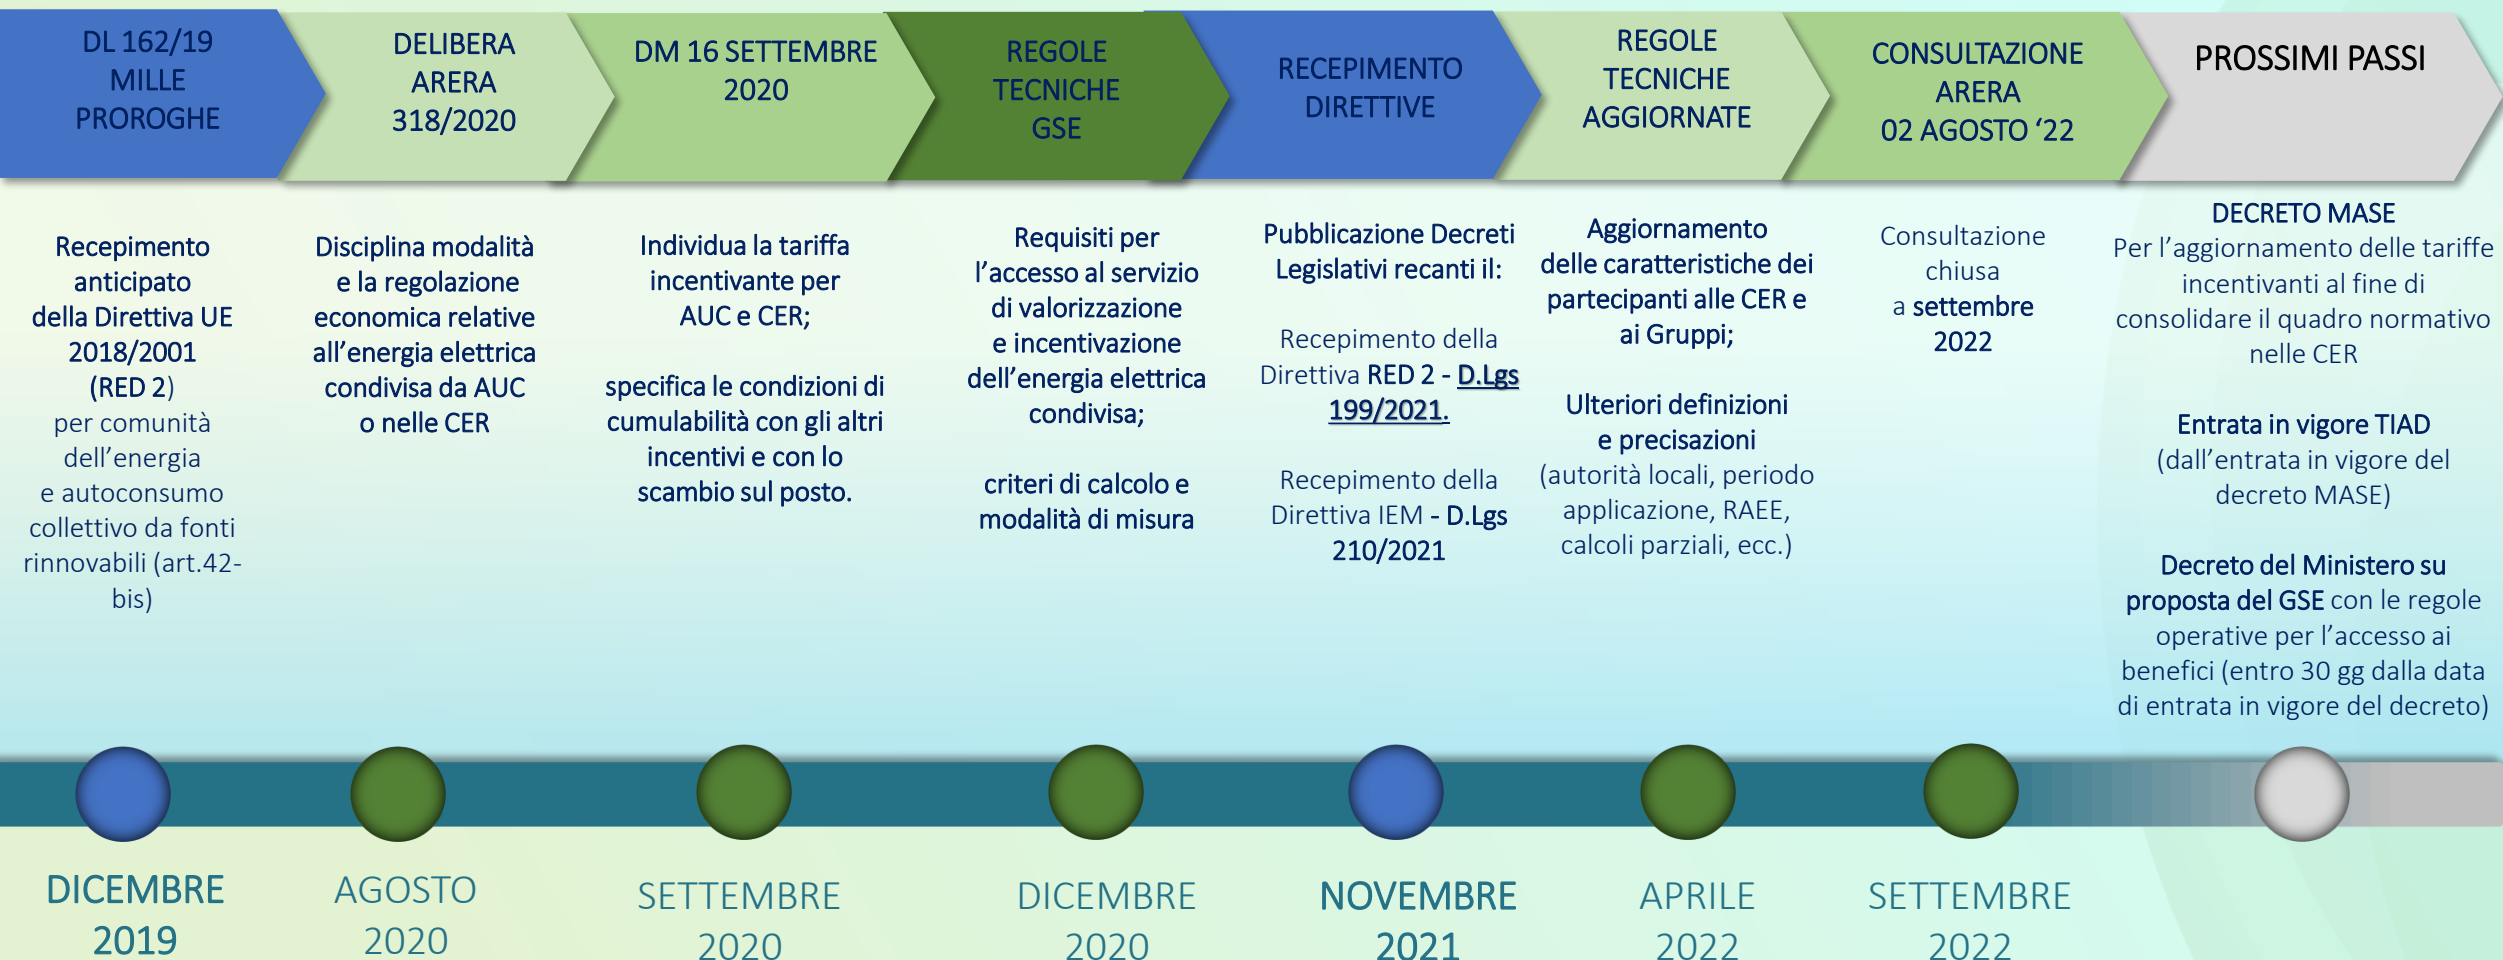 DL 162/19
MILLE
PROROGHE
DELIBERA
ARERA
318/2020
DM 16 SETTEMBRE
2020
REGOLE
TECNICHE
GSE
RECEPIMENTO
DIRETTIVE
REGOLE
TECNICHE
AGGIORNATE
CONSULTAZIONE
ARERA
02 AGOSTO ‘22
PROSSIMI PASSI
Recepimento
anticipato
della Direttiva UE
2018/2001
(RED 2)
per comunità
dell’energia
e autoconsumo
collettivo da fonti
rinnovabili (art.42-
bis)
Disciplina modalità
e la regolazione
economica relative
all’energia elettrica
condivisa da AUC
o nelle CER
Individua la tariffa
incentivante per
AUC e CER;
specifica le condizioni di
cumulabilità con gli altri
incentivi e con lo
scambio sul posto.
Requisiti per
l’accesso al servizio
di valorizzazione
e incentivazione
dell’energia elettrica
condivisa;
criteri di calcolo e
modalità di misura
Pubblicazione Decreti
Legislativi recanti il:
Recepimento della
Direttiva RED 2 - D.Lgs
199/2021.
Recepimento della
Direttiva IEM - D.Lgs
210/2021
Aggiornamento
delle caratteristiche dei
partecipanti alle CER e
ai Gruppi;
Ulteriori definizioni
e precisazioni
(autorità locali, periodo
applicazione, RAEE,
calcoli parziali, ecc.)
Consultazione
chiusa
a settembre
2022
DECRETO MASE
Per l’aggiornamento delle tariffe
incentivanti al fine di
consolidare il quadro normativo
nelle CER
Entrata in vigore TIAD
(dall’entrata in vigore del
decreto MASE)
Decreto del Ministero su
proposta del GSE con le regole
operative per l’accesso ai
benefici (entro 30 gg dalla data
di entrata in vigore del decreto)
DICEMBRE
2019
AGOSTO
2020
SETTEMBRE
2020
DICEMBRE
2020
NOVEMBRE
2021
APRILE
2022
SETTEMBRE
2022